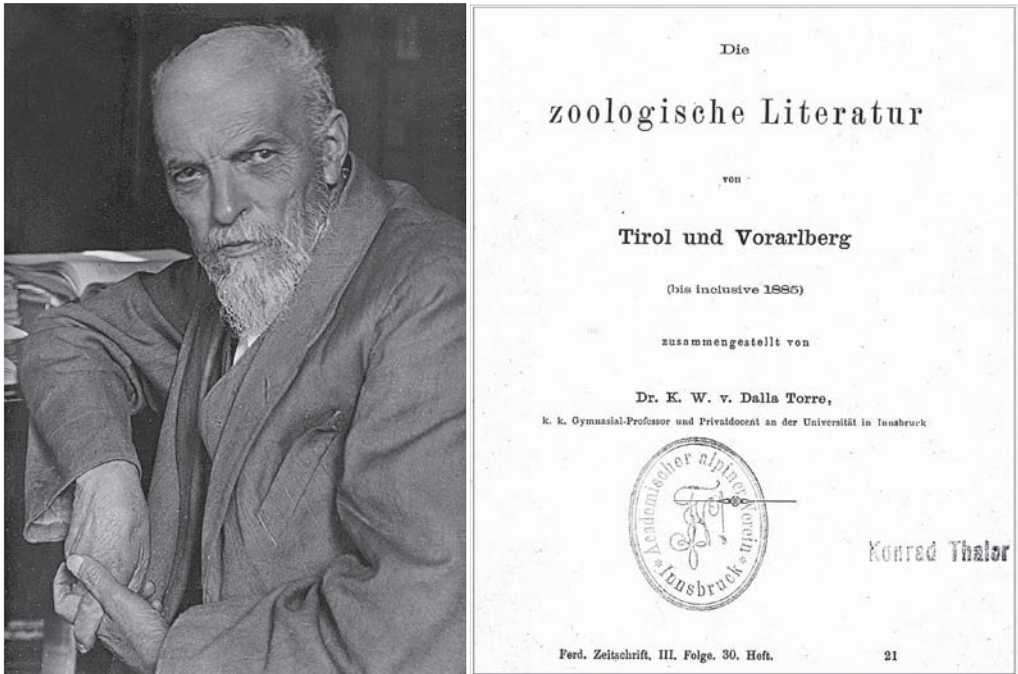 Die
zoologische Literatur
von
Tirol und Vorarlberg
(bis inclusive 1885)
zusammengestellt von
Dr. K. W. v. Dalla Torre,
k. k. Gymnasial-Professor und Privatdocent an der Universität in Innsbruck
Academischer alpiner Verein
* Innsbruck *
Konrad Thaler
Ferd. Zeitschrift, III. Folge. 30. Heft. 21